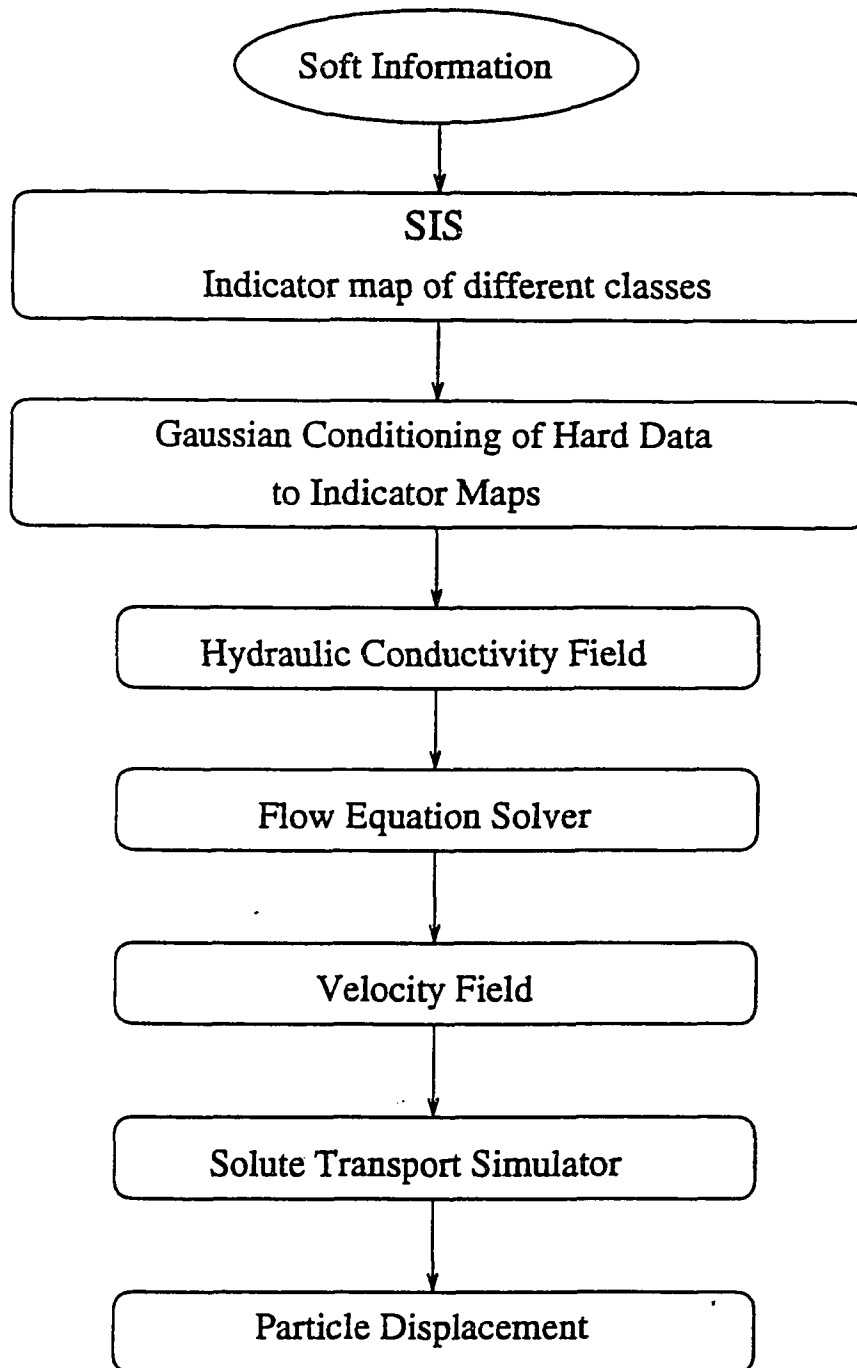 Soft Information
SIS
Indicator map of different classes
Gaussian Conditioning of Hard Data
to Indicator Maps
Hydraulic Conductivity Field
Flow Equation Solver
Velocity Field
Solute Transport Simulator
Particle Displacement